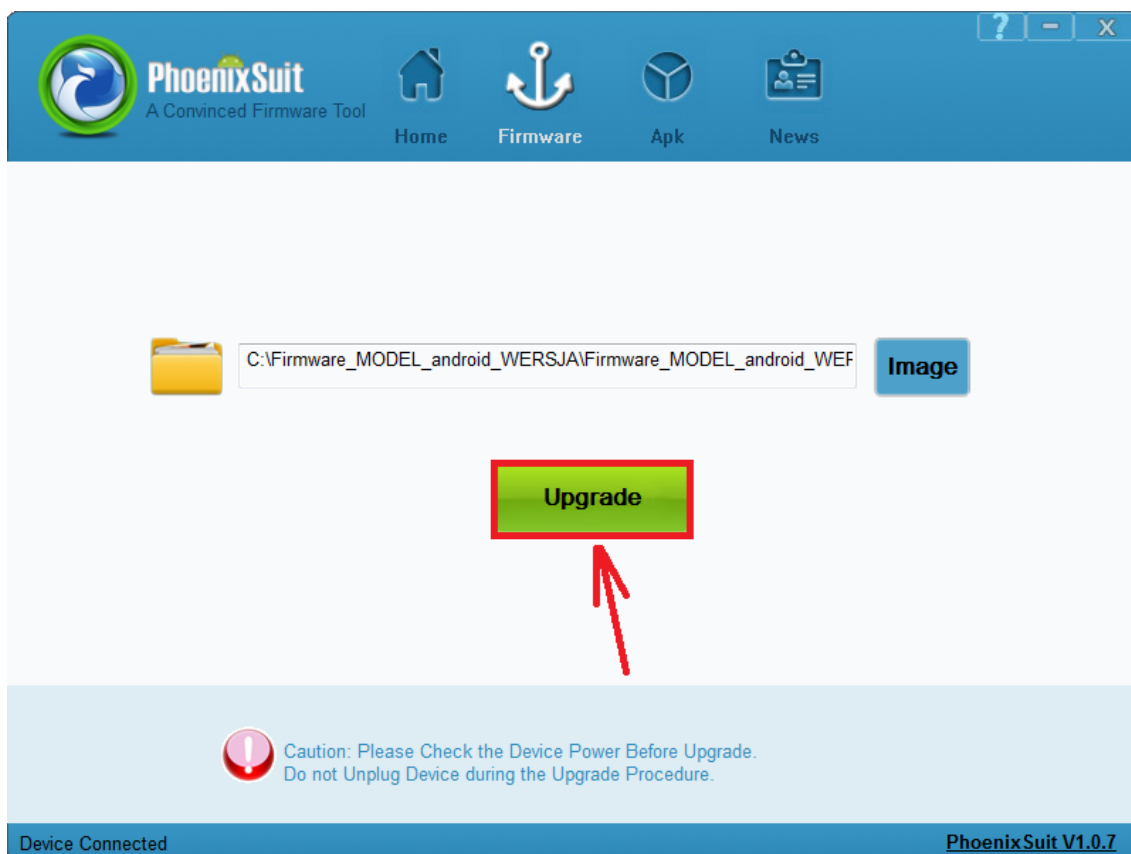 ? - X
PhoenixSuit
A Convinced Firmware Tool
Home Firmware Apk News
C:\Firmware_MODEL_android_WERSJA\Firmware_MODEL_android_WER
Image
Upgrade
Caution: Please Check the Device Power Before Upgrade.
Do not Unplug Device during the Upgrade Procedure.
Device Connected
PhoenixSuit V1.0.7